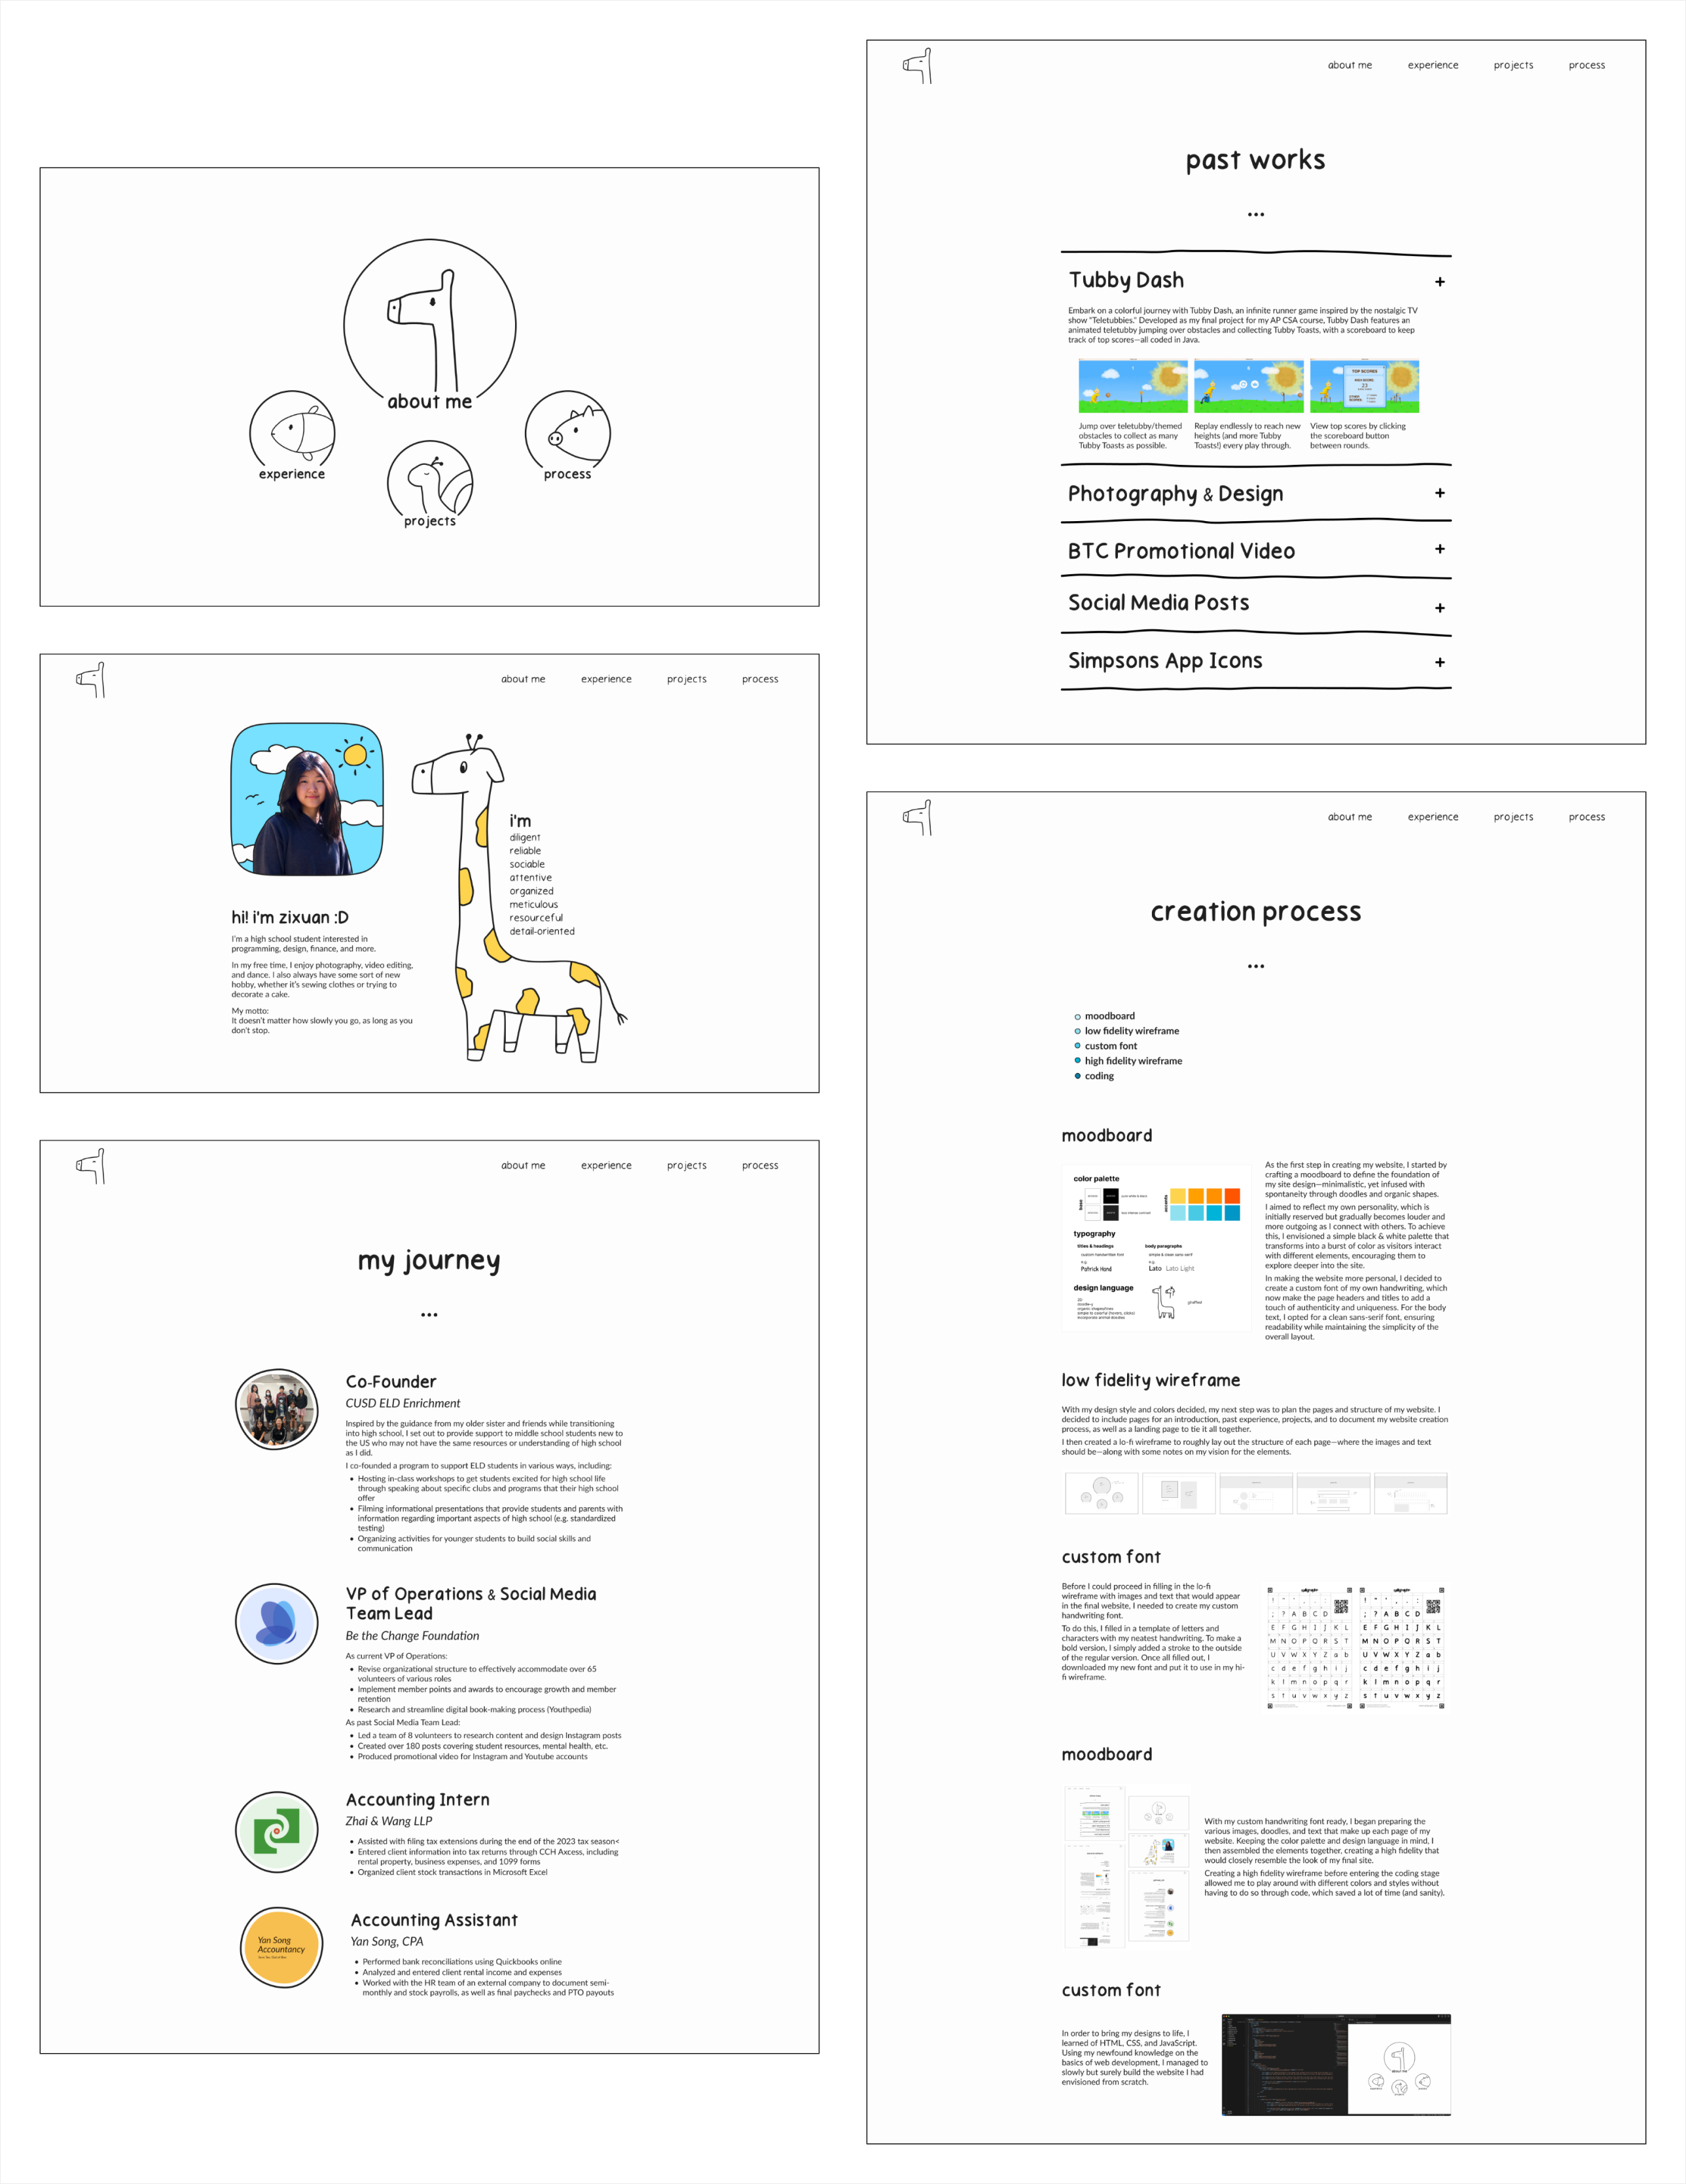 about me
experience
process
projects
about me
experience
projects
process
hi! i'm zixuan :D
I'm a high school student interested in
programming, design, finance, and more.
In my free time, I enjoy photography, video editing,
and dance. I also always have some sort of new
hobby, whether it's sewing clothes or trying to
decorate a cake.
My motto:
It doesn't matter how slowly you go, as long as you
don't stop.
i'm
diligent
reliable
sociable
attentive
organized
meticulous
resourceful
detail-oriented
about me
experience
projects
process
my journey
...
Co-Founder
CUSD ELD Enrichment
Inspired by the guidance from my older sister and friends while transitioning
into high school, I set out to provide support to middle school students new to
the US who may not have the same resources or understanding of high school
as I did.
I co-founded a program to support ELD students in various ways, including:
• Hosting in-class workshops to get students excited for high school life
through speaking about specific clubs and programs that their high school
offer
• Filming informational presentations that provide students and parents with
information regarding important aspects of high school (e.g. standardized
testing)
• Organizing activities for younger students to build social skills and
communication
VP of Operations & Social Media
Team Lead
Be the Change Foundation
As current VP of Operations:
• Revise organizational structure to effectively accommodate over 65
volunteers of various roles
• Implement member points and awards to encourage growth and member
retention
• Research and streamline digital book-making process (Youthpedia)
As past Social Media Team Lead:
• Led a team of 8 volunteers to research content and design Instagram posts
• Created over 180 posts covering student resources, mental health, etc.
• Produced promotional video for Instagram and Youtube accounts
Accounting Intern
Zhai & Wang LLP
• Assisted with filing tax extensions during the end of the 2023 tax season<
• Entered client information into tax returns through CCH Axcess, including
rental property, business expenses, and 1099 forms
• Organized client stock transactions in Microsoft Excel
Yan Song
Accountancy
Accounting Assistant
Yan Song, CPA
• Performed bank reconciliations using Quickbooks online
• Analyzed and entered client rental income and expenses
• Worked with the HR team of an external company to document semi-
monthly and stock payrolls, as well as final paychecks and PTO payouts
about me
experience
projects
process
past works
...
Tubby Dash
+
Embark on a colorful journey with Tubby Dash, an infinite runner game inspired by the nostalgic TV
show "Teletubbies." Developed as my final project for my AP CSA course, Tubby Dash features an
animated teletubby jumping over obstacles and collecting Tubby Toasts, with a scoreboard to keep
track of top scores—all coded in Java.
TOP SCORES
23
Jump over teletubby/themed
obstacles to collect as many
Tubby Toasts as possible.
Replay endlessly to reach new
heights (and more Tubby
Toasts!) every play through.
View top scores by clicking
the scoreboard button
between rounds.
Photography & Design
+
BTC Promotional Video
+
Social Media Posts
+
Simpsons App Icons
+
about me
experience
projects
process
creation process
...
moodboard
low fidelity wireframe
custom font
high fidelity wireframe
coding
moodboard
color palette
base
accents
typography
titles & headings
body paragraphs
custom handwritten font
simple & clean sans-serif
e.g.
Patrick Hand
e.g.
Lato Lato Light
design language
2D
doodle-y
organic shapes/lines
simple to colorful (hovers, clicks)
incorporate animal doodles
giraffes!
As the first step in creating my website, I started by
crafting a moodboard to define the foundation of
my site design—minimalistic, yet infused with
spontaneity through doodles and organic shapes.
I aimed to reflect my own personality, which is
initially reserved but gradually becomes louder and
more outgoing as I connect with others. To achieve
this, I envisioned a simple black & white palette that
transforms into a burst of color as visitors interact
with different elements, encouraging them to
explore deeper into the site.
In making the website more personal, I decided to
create a custom font of my own handwriting, which
now make the page headers and titles to add a
touch of authenticity and uniqueness. For the body
text, I opted for a clean sans-serif font, ensuring
readability while maintaining the simplicity of the
overall layout.
low fidelity wireframe
With my design style and colors decided, my next step was to plan the pages and structure of my website. I
decided to include pages for an introduction, past experience, projects, and to document my website creation
process, as well as a landing page to tie it all together.
I then created a lo-fi wireframe to roughly lay out the structure of each page—where the images and text
should be—along with some notes on my vision for the elements.
custom font
Before I could proceed in filling in the lo-fi
wireframe with images and text that would appear
in the final website, I needed to create my custom
handwriting font.
To do this, I filled in a template of letters and
characters with my neatest handwriting. To make a
bold version, I simply added a stroke to the outside
of the regular version. Once all filled out, I
downloaded my new font and put it to use in my hi-
fi wireframe.
! " ' , . :
; ? A B C D
E F G H I J K L
M N O P Q R S T
U V W X Y Z a b
c d e f g h i j
k l m n o p q r
s t u v w x y z
! " ' , . :
; ? A B C D
E F G H I J K L
M N O P Q R S T
U V W X Y Z a b
c d e f g h i j
k l m n o p q r
s t u v w x y z
moodboard
With my custom handwriting font ready, I began preparing the
various images, doodles, and text that make up each page of my
website. Keeping the color palette and design language in mind, I
then assembled the elements together, creating a high fidelity that
would closely resemble the look of my final site.
Creating a high fidelity wireframe before entering the coding stage
allowed me to play around with different colors and styles without
having to do so through code, which saved a lot of time (and sanity).
custom font
In order to bring my designs to life, I
learned of HTML, CSS, and JavaScript.
Using my newfound knowledge on the
basics of web development, I managed to
slowly but surely build the website I had
envisioned from scratch.